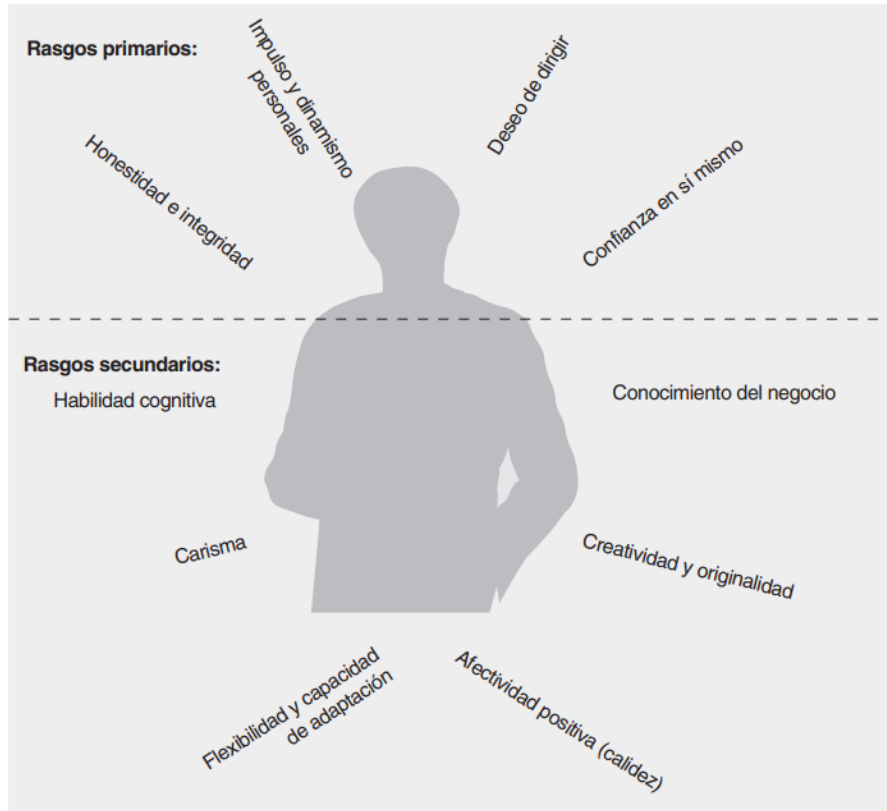 Rasgos primarios:
Impulso y dinamismo
personales
Deseo de dirigir
Honestidad e integridad
Confianza en sí mismo
Rasgos secundarios:
Habilidad cognitiva
Conocimiento del negocio
Carisma
Creatividad y originalidad
Flexibilidad y capacidad
de adaptación
Afectividad positiva (calidez)